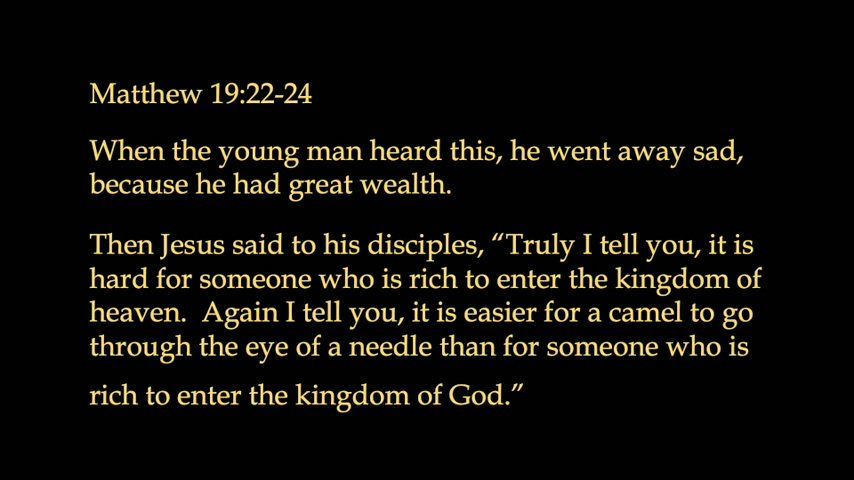 Matthew 19:22-24
When the young man heard this, he went away sad,
because he had great wealth.
Then Jesus said to his disciples, “Truly I tell you, it is
hard for someone who is rich to enter the kingdom of
heaven.  Again I tell you, it is easier for a camel to go
through the eye of a needle than for someone who is
rich to enter the kingdom of God.”